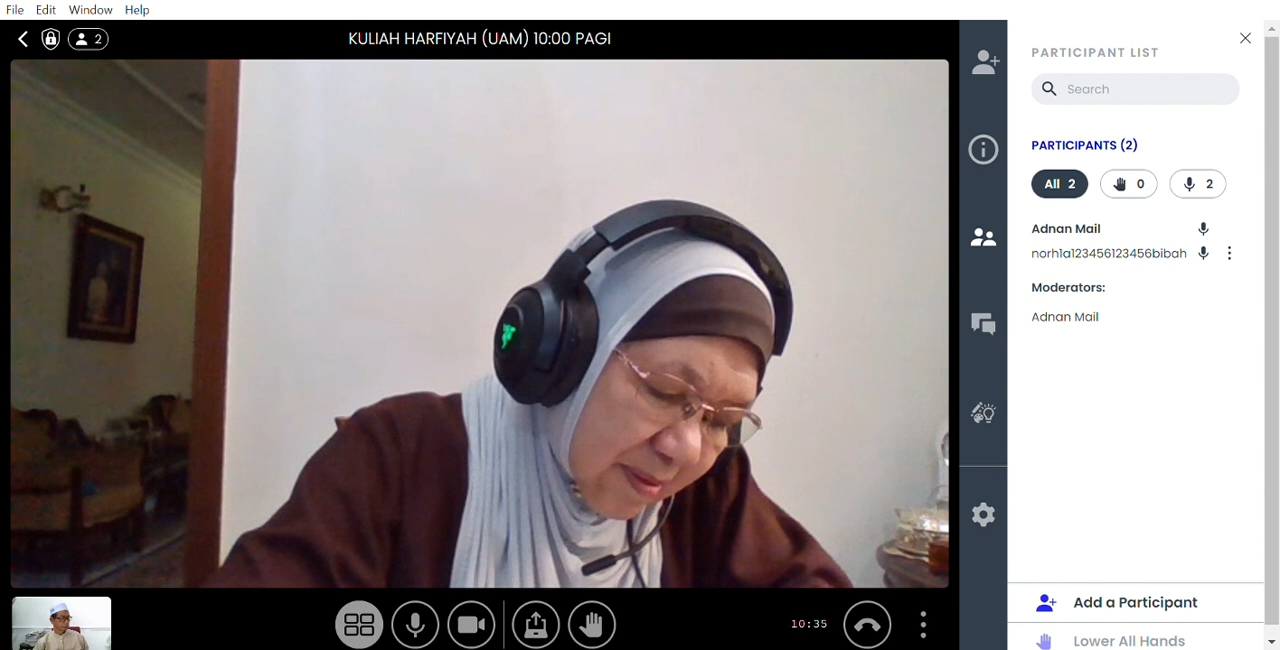 File Edit Window Help
2
KULIAH HARFIYAH (UAM) 10:00 PAGI
PARTICIPANT LIST
Search
PARTICIPANTS (2)
All 2
0
2
Adnan Mail
norh1a123456123456bibah
Moderators:
Adnan Mail
Add a Participant
Lower All Hands
10:35